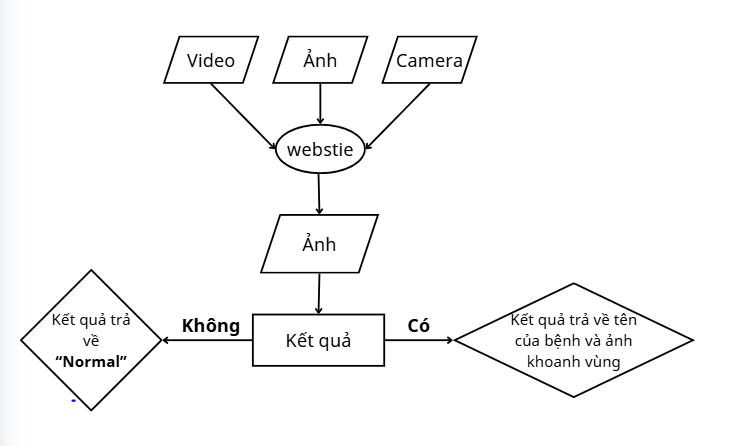 Video
Ảnh
Camera
webstie
Ảnh
Kết quả trả
về
“Normal”
Không
Kết quả
Có
Kết quả trả về tên
của bệnh và ảnh
khoanh vùng